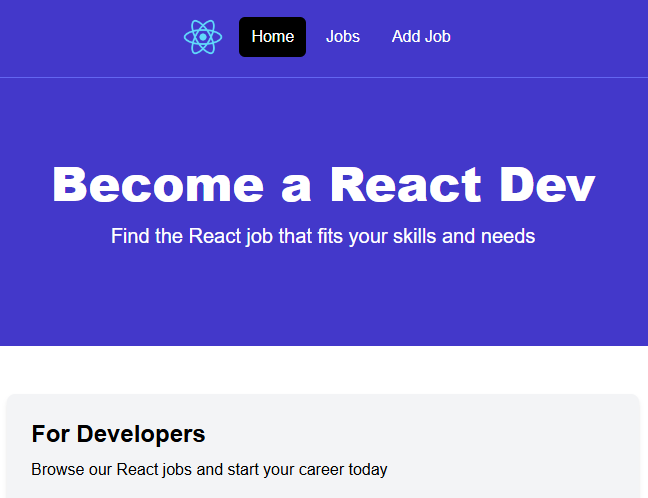 Home Jobs Add Job
Become a React Dev
Find the React job that fits your skills and needs
For Developers
Browse our React jobs and start your career today